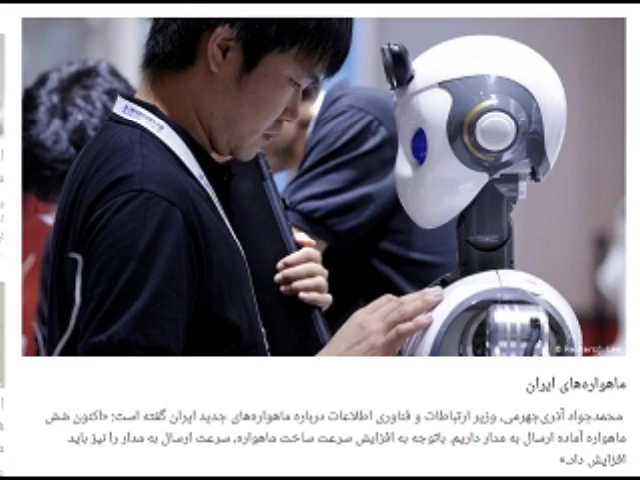 © Reuters/J. Lee
ماهواره‌های ایران
محمدجواد آذری‌جهرمی، وزیر ارتباطات و فناوری اطلاعات درباره ماهواره‌های جدید ایران گفته است: «اکنون شش
ماهواره آماده ارسال به مدار داریم. باتوجه به افزایش سرعت ساخت ماهواره، سرعت ارسال به مدار را نیز باید
افزایش داد.»